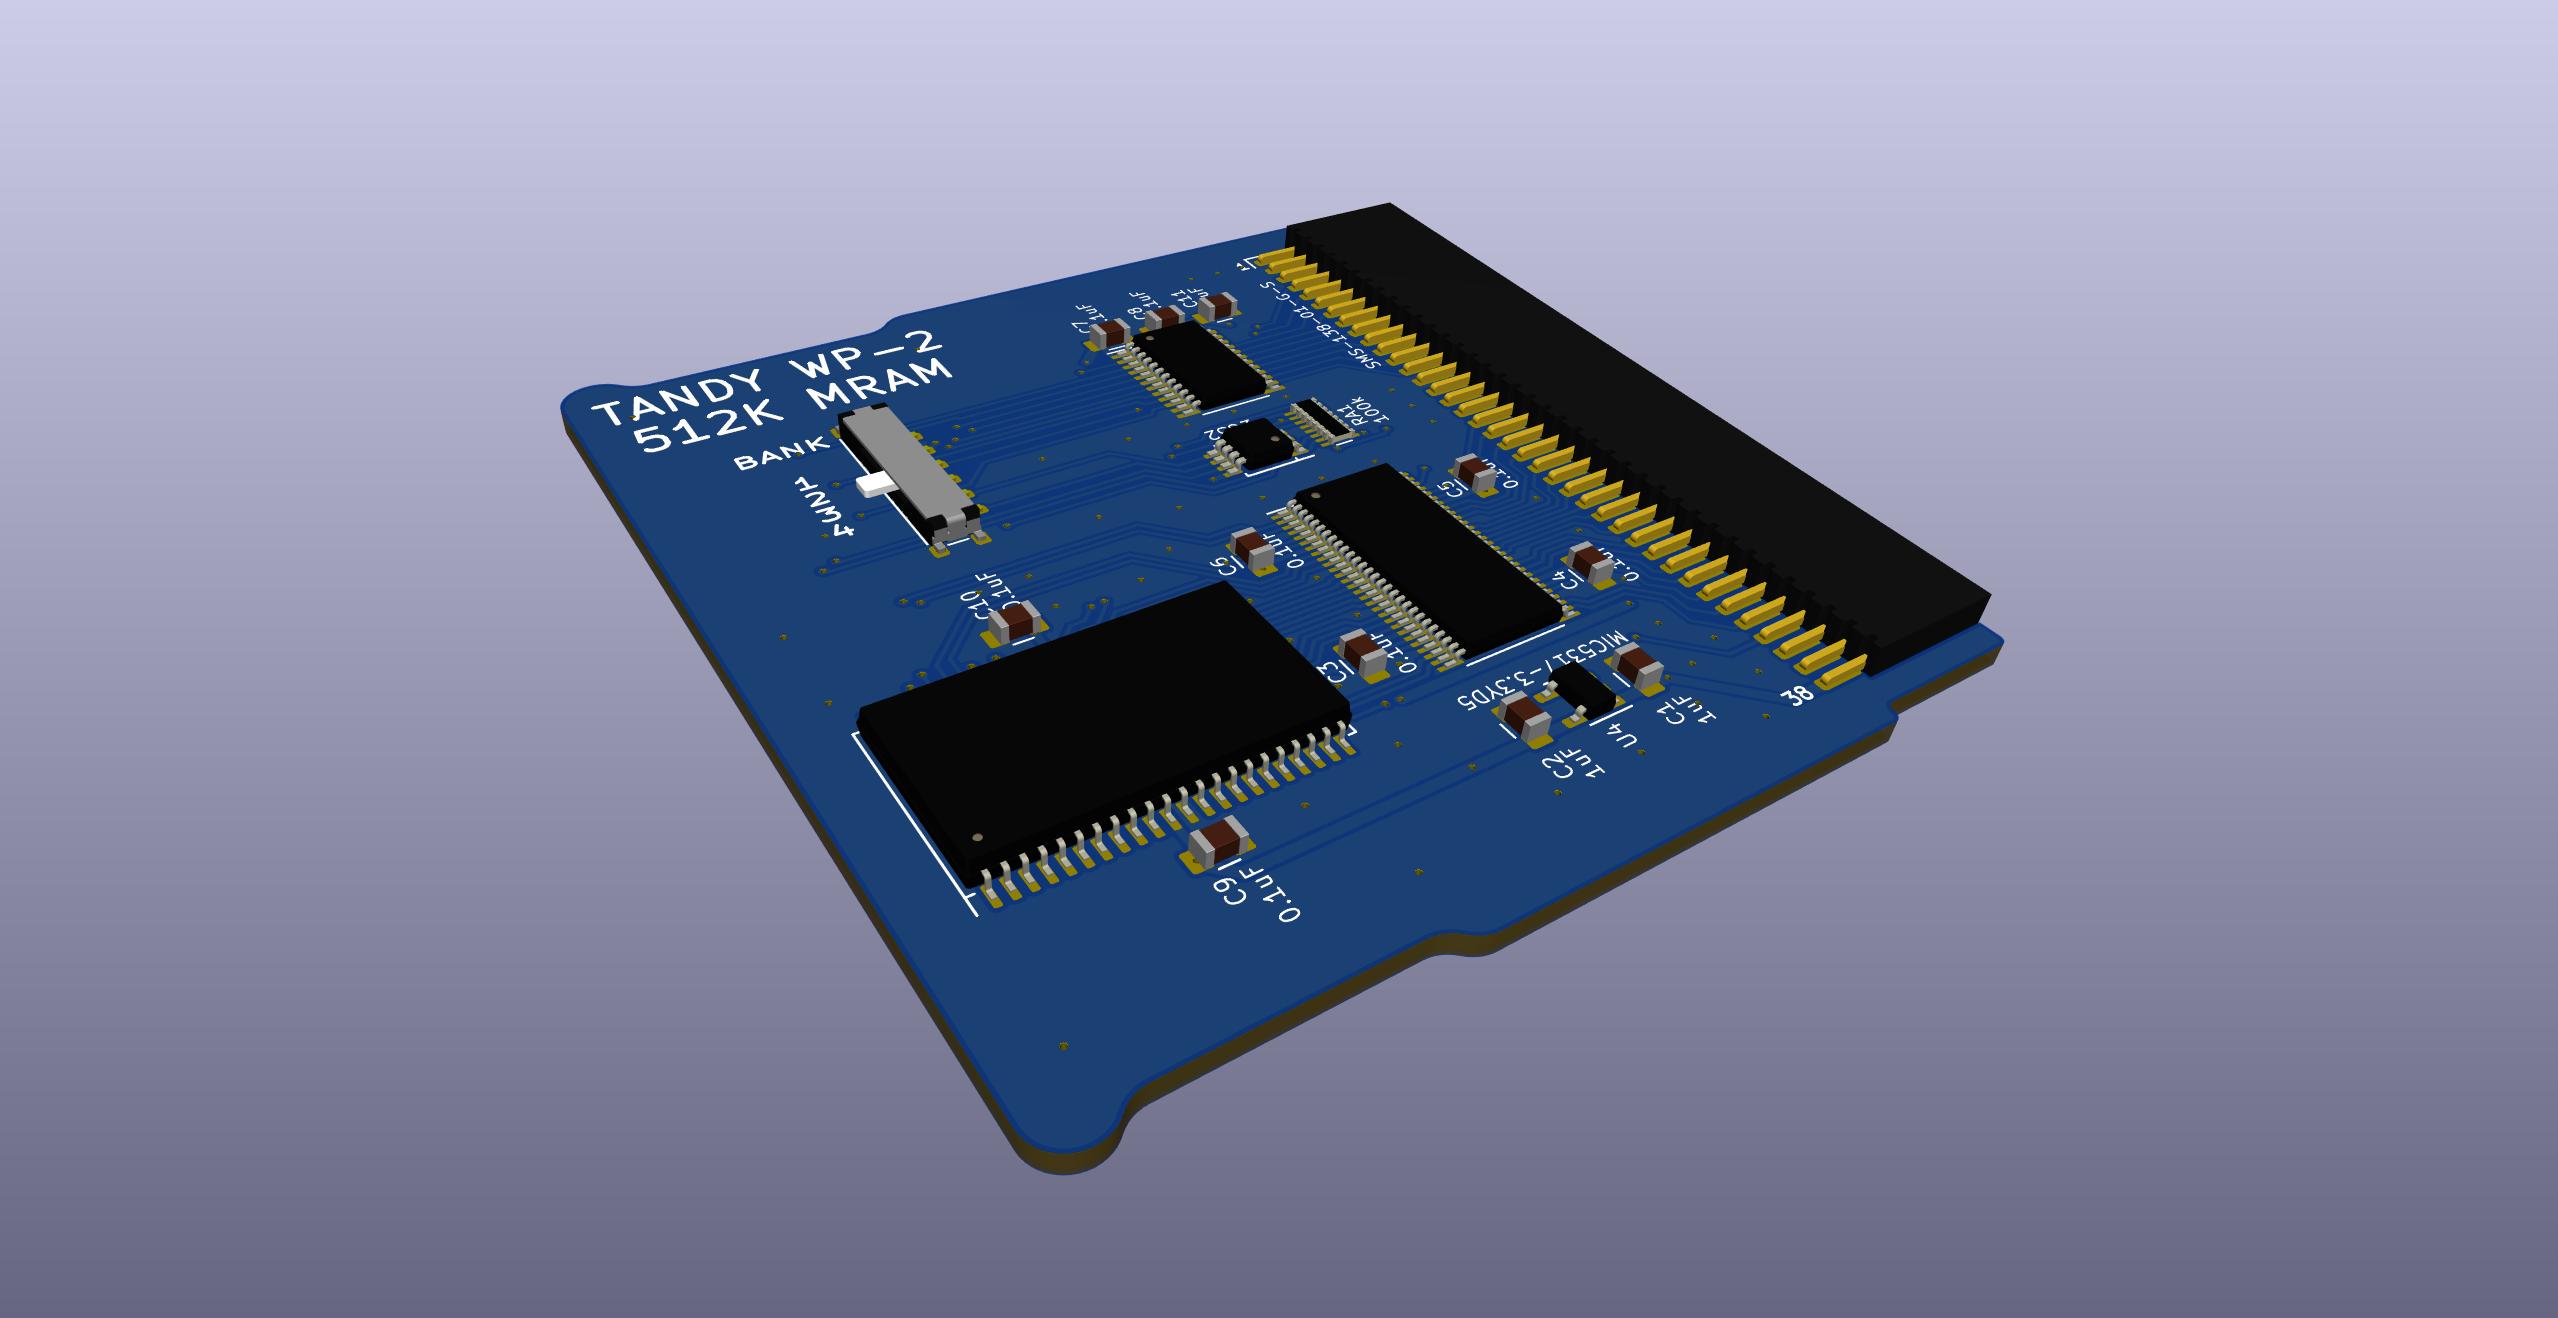 TANDY WP-2
512K MRAM
BANK
1
2
3
4
1
SMS-138-01-G-S
C7
C8
C11
RA1
100k
C5
C6
0.1uF
C4
0.1uF
C10
0.1uF
C3
0.1uF
MIC5317-3.3YD5
C1
1uF
U4
C2
1uF
C9
0.1uF
38